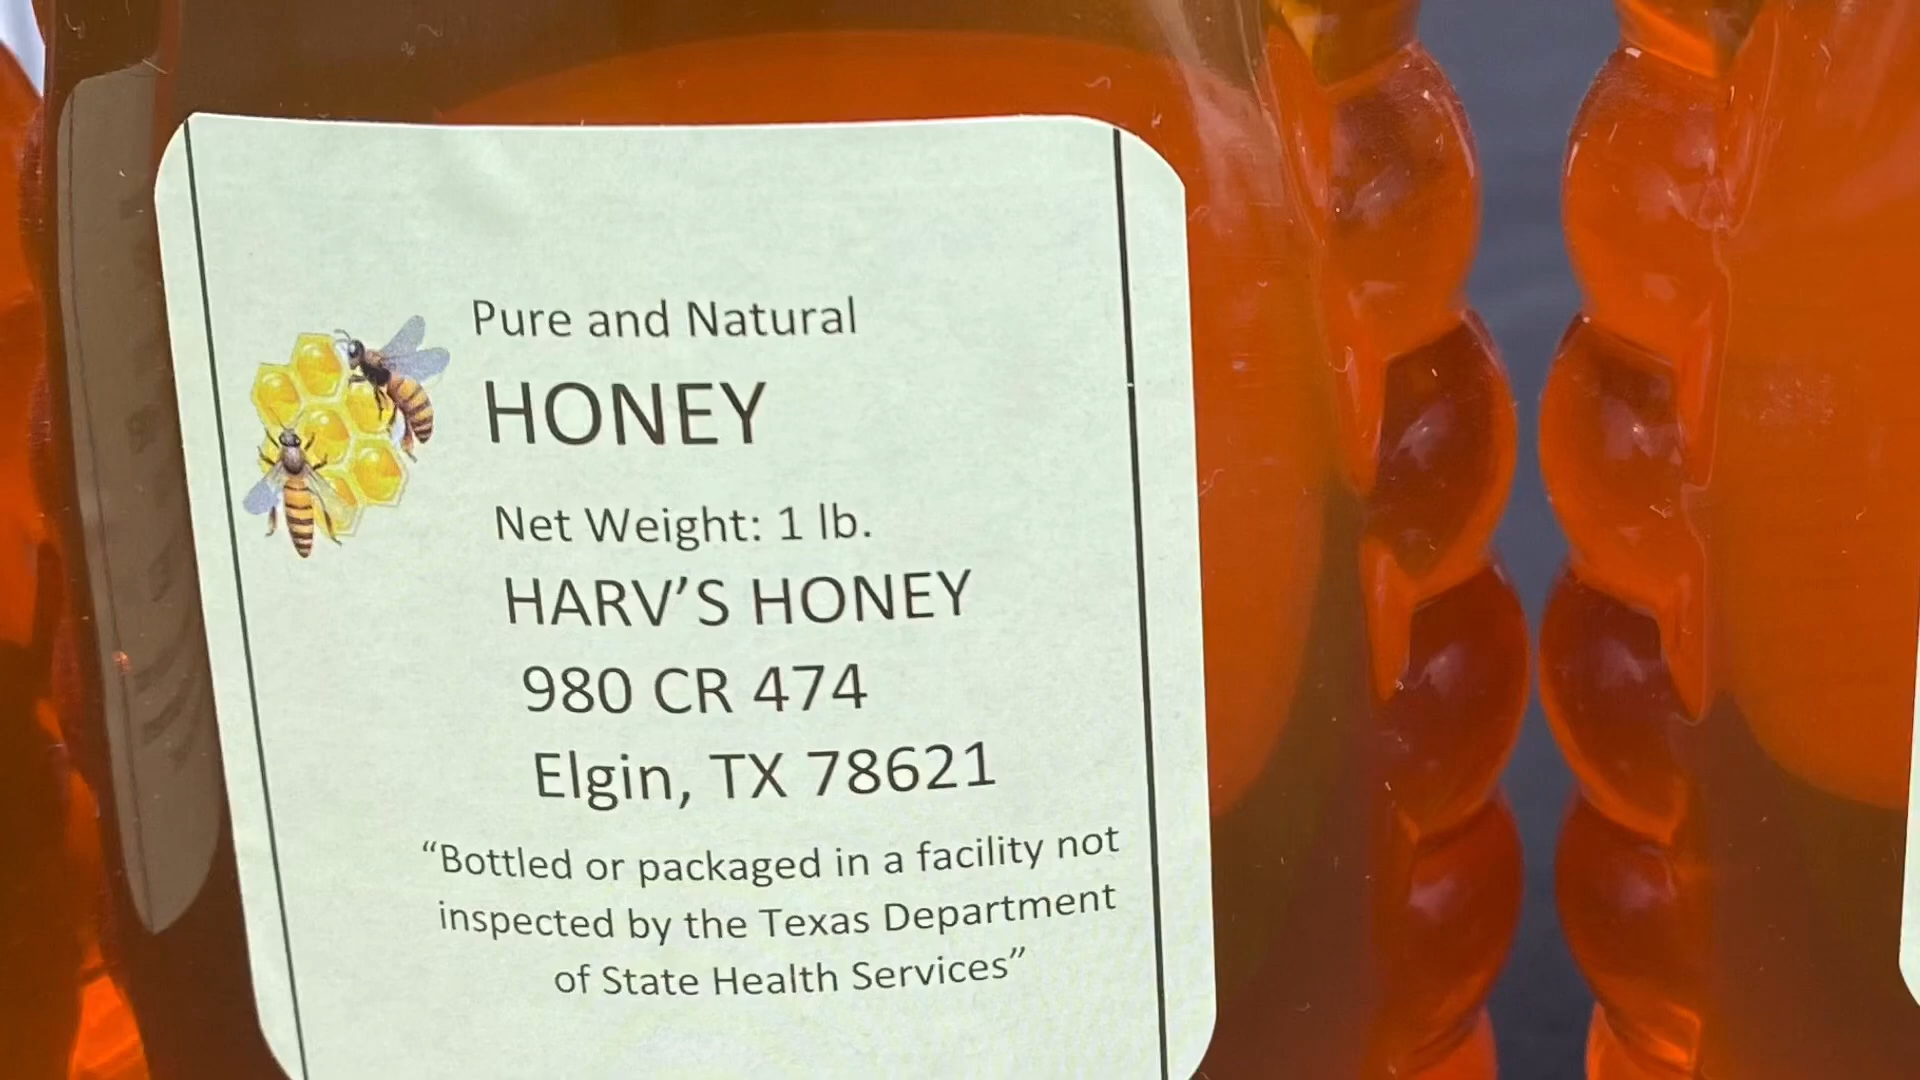 Pure and Natural
HONEY
Net Weight: 1 lb.
HARV’S HONEY
980 CR 474
Elgin, TX 78621
“Bottled or packaged in a facility not
inspected by the Texas Department
of State Health Services”